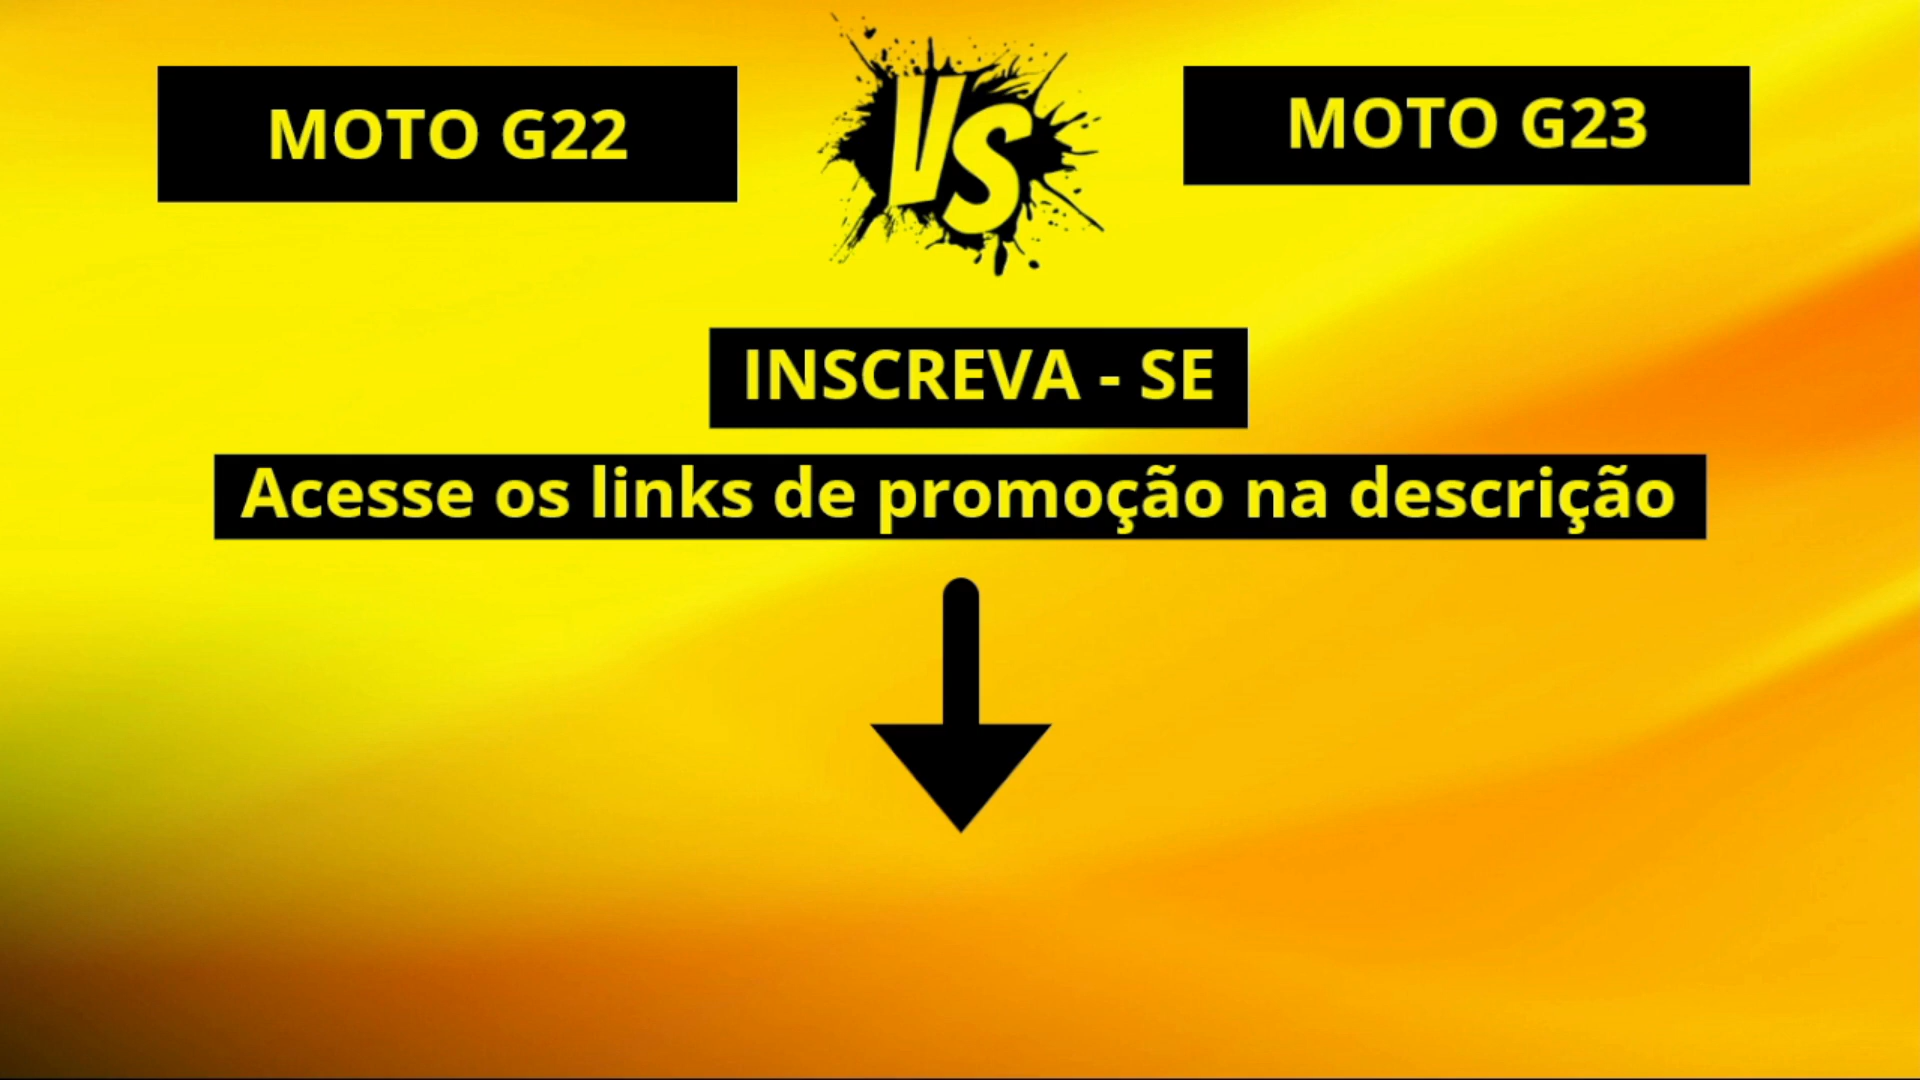 MOTO G22
VS
MOTO G23
INSCREVA - SE
Acesse os links de promoção na descrição